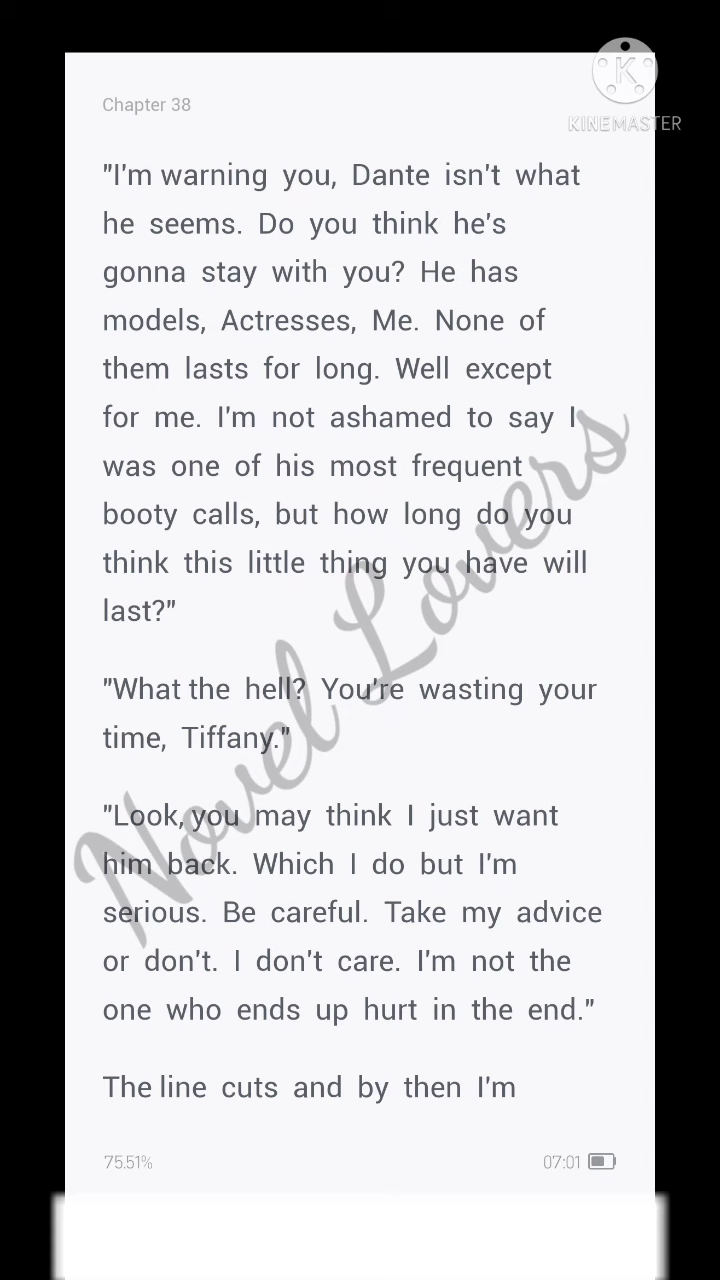 Chapter 38
KINEMASTER
"I'm warning you, Dante isn't what
he seems. Do you think he's
gonna stay with you? He has
models, Actresses, Me. None of
them lasts for long. Well except
for me. I'm not ashamed to say I
was one of his most frequent
booty calls, but how long do you
think this little thing you have will
last?"
"What the hell? You're wasting your
time, Tiffany."
"Look, you may think I just want
him back. Which I do but I'm
serious. Be careful. Take my advice
or don't. I don't care. I'm not the
one who ends up hurt in the end."
The line cuts and by then I'm
75.51%
07:01
Novel Lovers